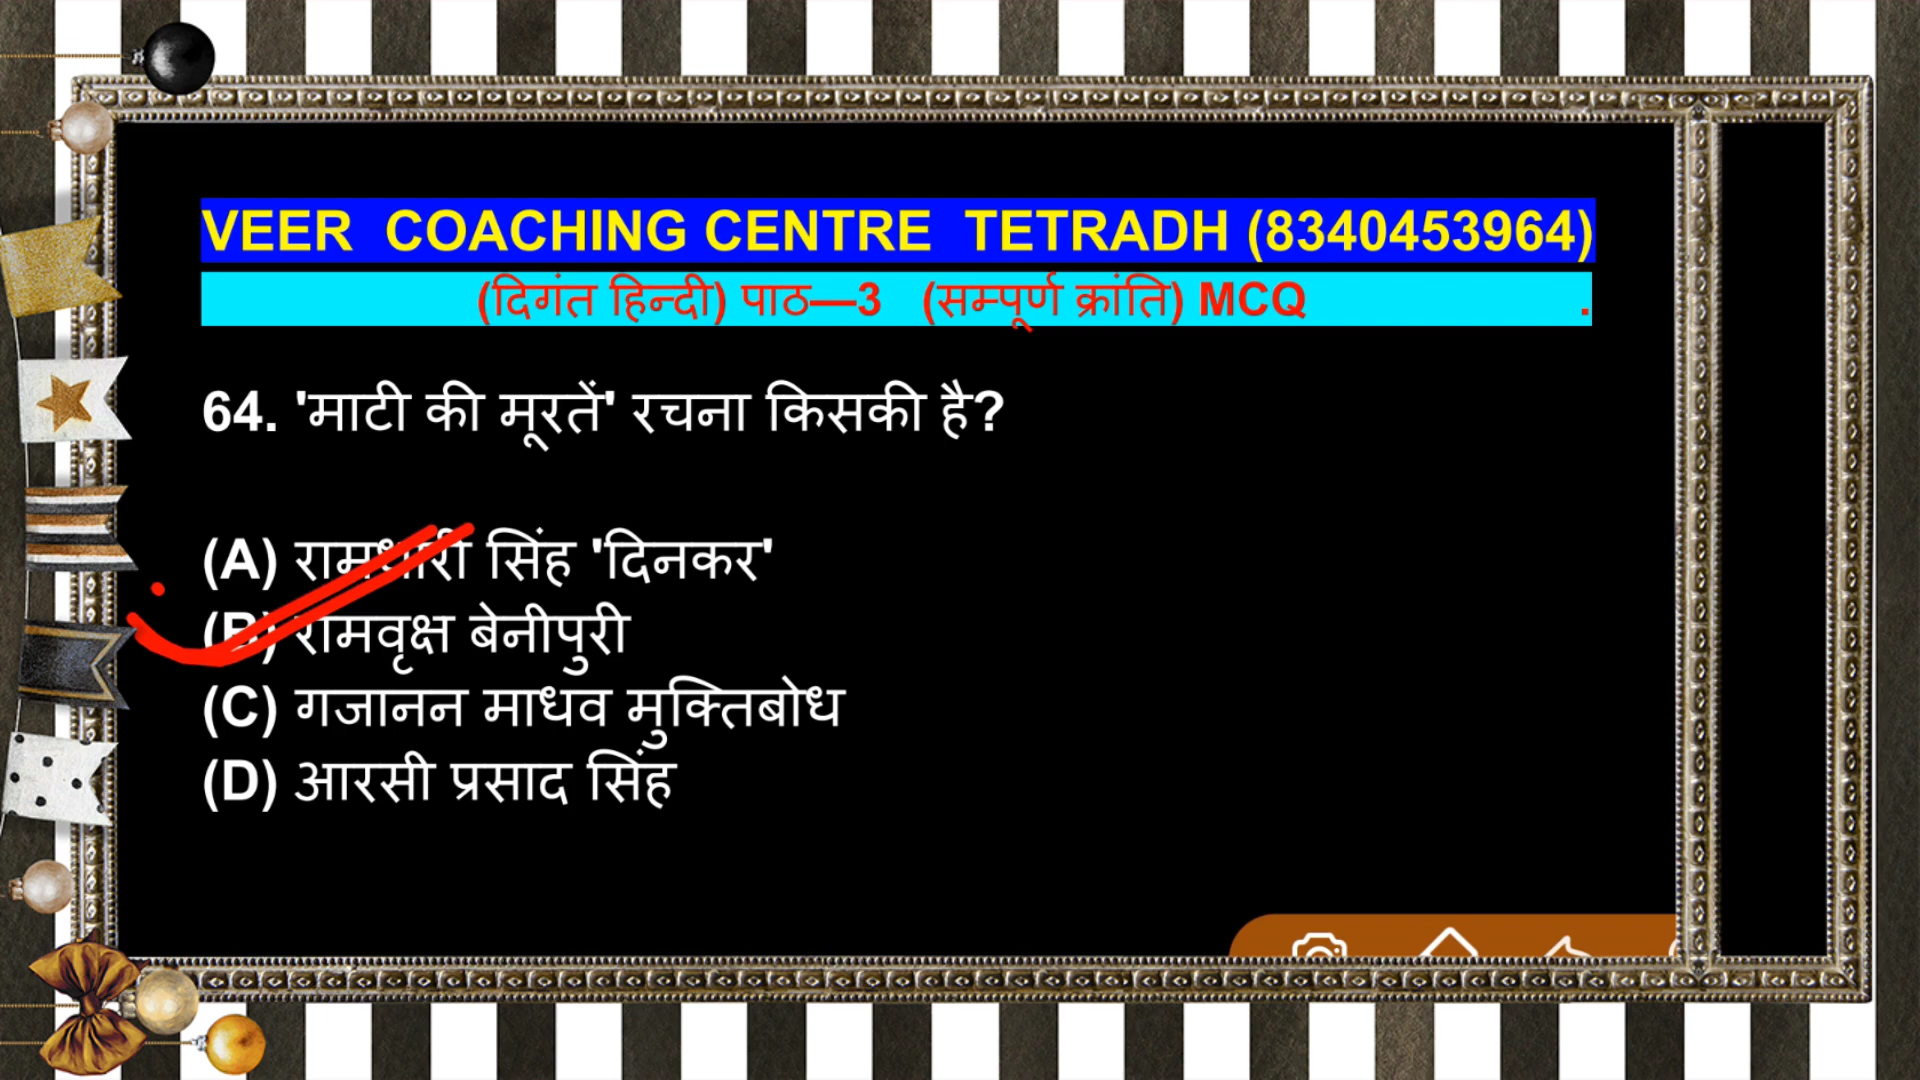 VEER COACHING CENTRE TETRADH (8340453964)
(दिगंत हिन्दी) पाठ—3 (सम्पूर्ण क्रांति) MCQ .
64. 'माटी की मूरतें' रचना किसकी है?
(A) रामधारी सिंह 'दिनकर'
(B) रामवृक्ष बेनीपुरी
(C) गजानन माधव मुक्तिबोध
(D) आरसी प्रसाद सिंह